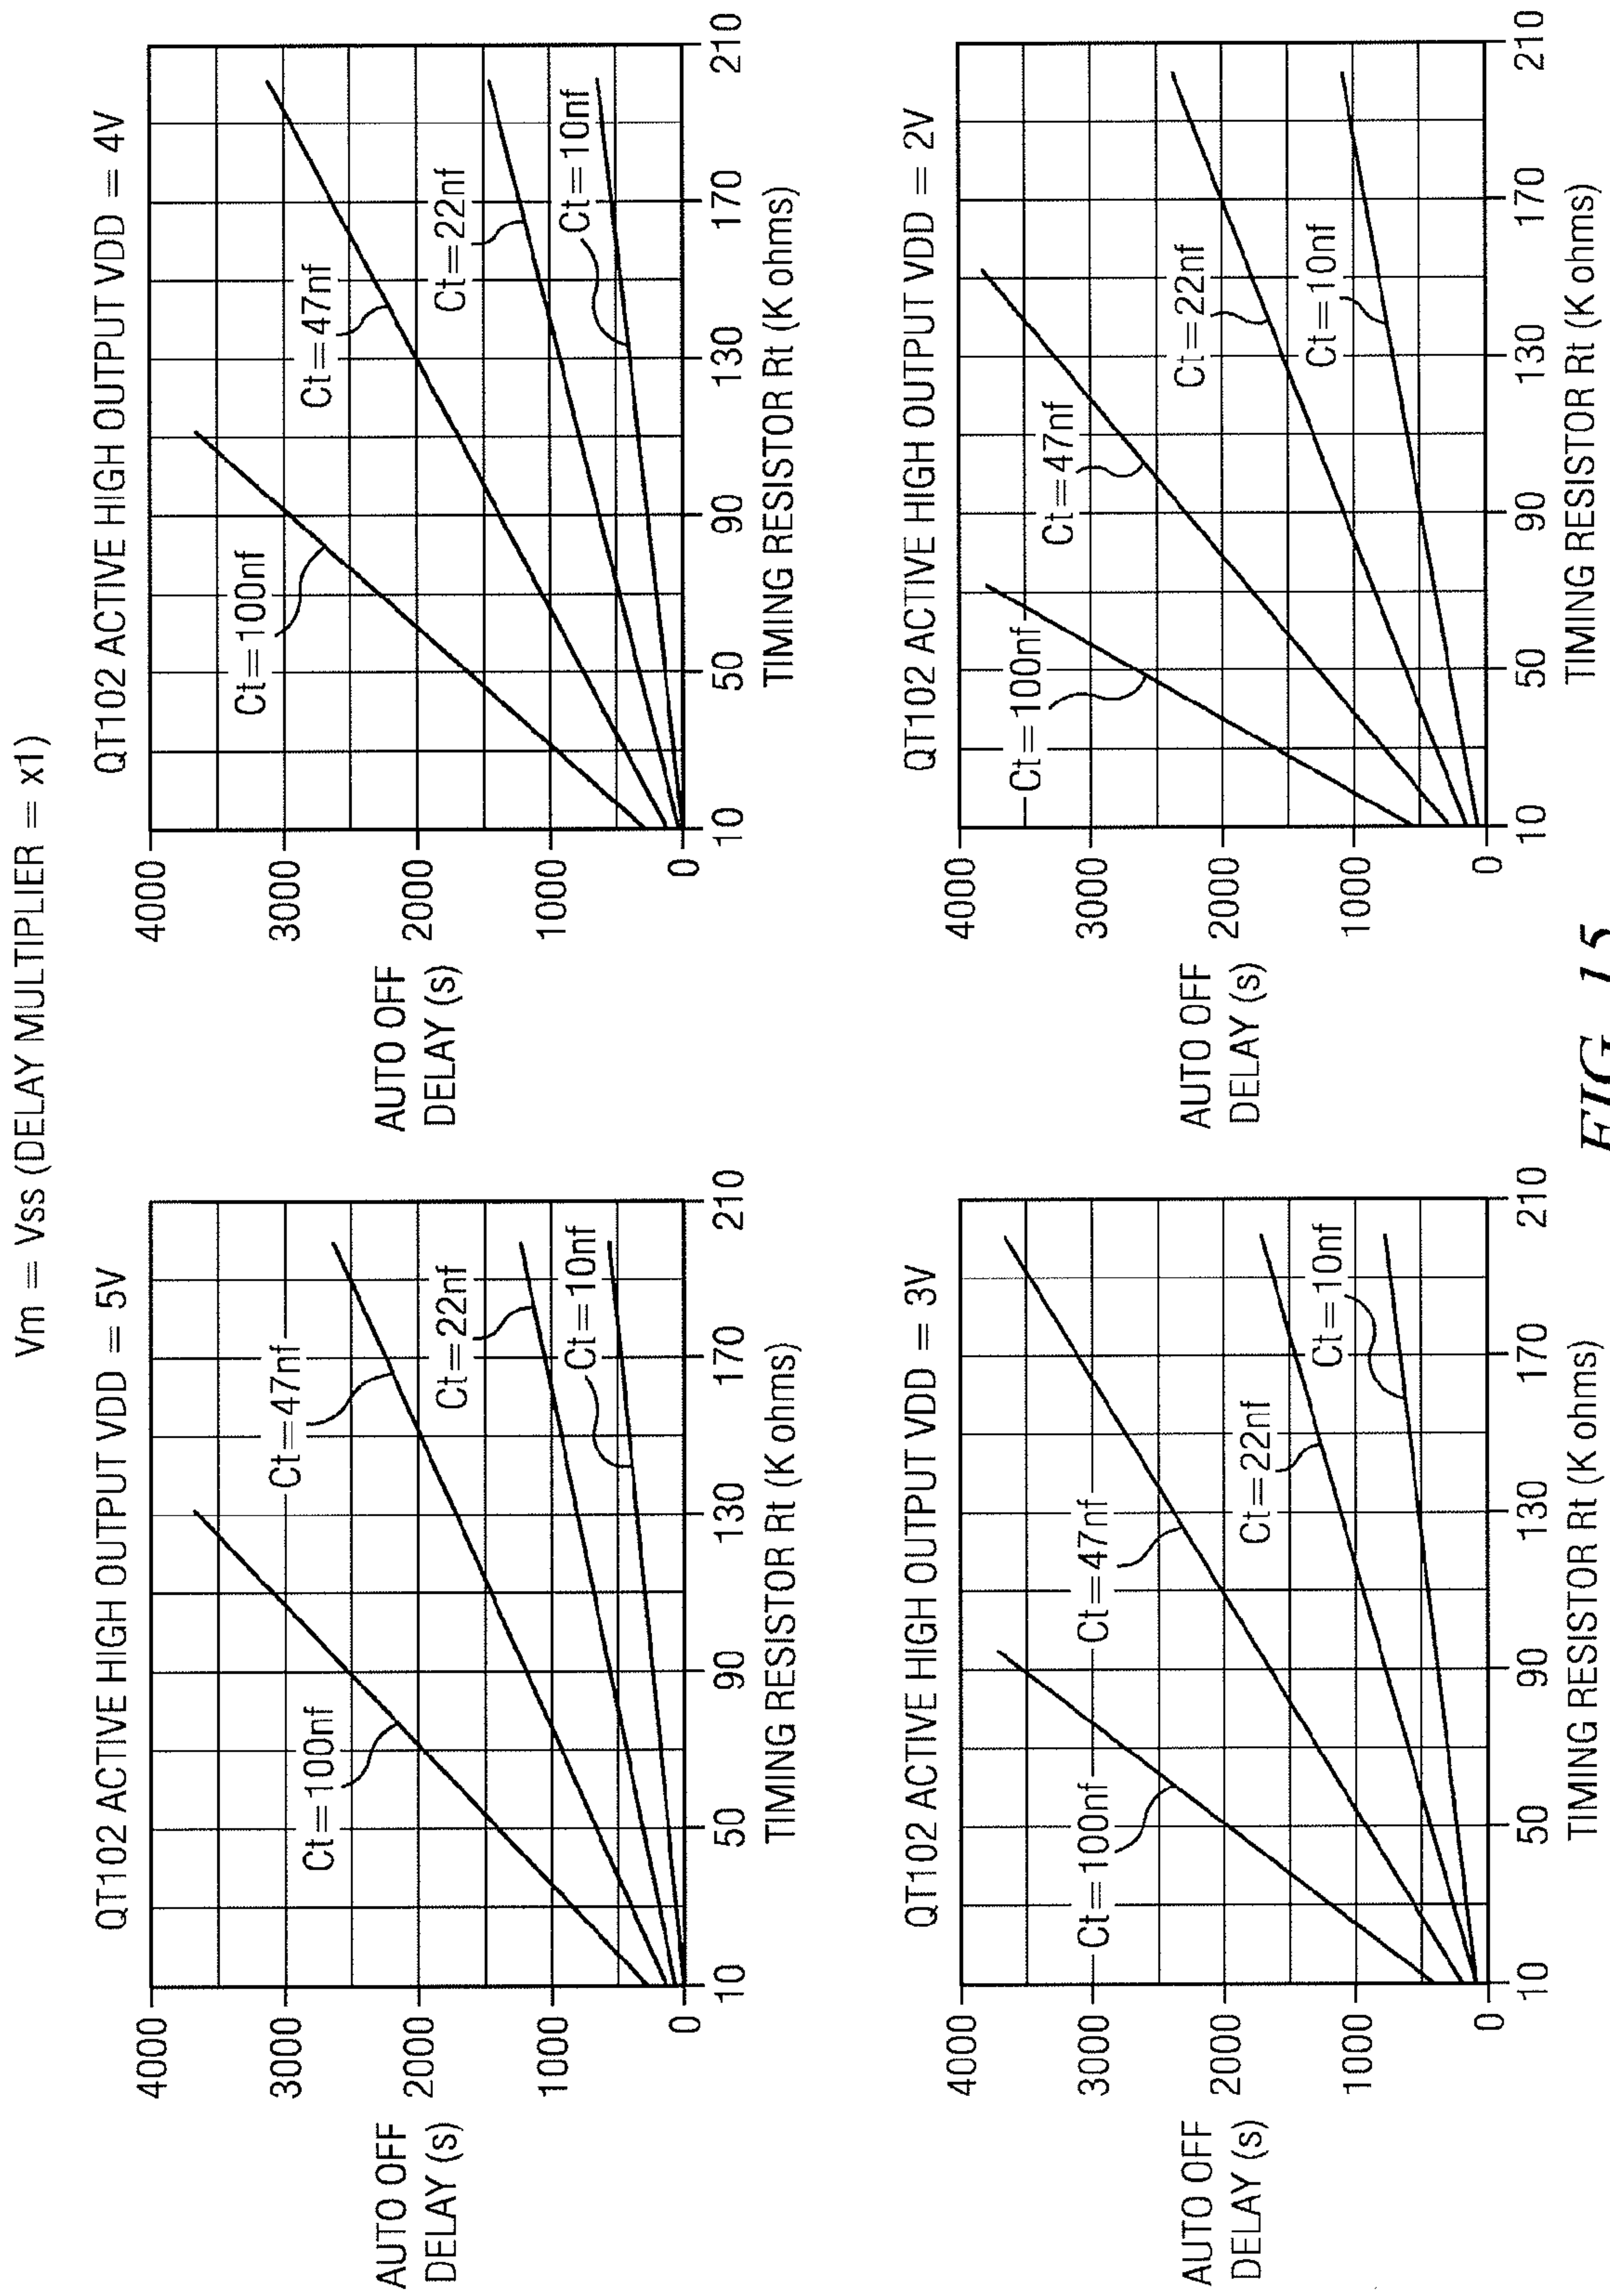 Vm = Vss (DELAY MULTIPLIER = x1)
QT102 ACTIVE HIGH OUTPUT VDD = 5V
AUTO OFF
DELAY (s)
4000
3000
2000
1000
0
Ct=100nf
Ct=47nf
Ct=22nf
Ct=10nf
10
50
90
130
170
210
TIMING RESISTOR Rt (K ohms)
QT102 ACTIVE HIGH OUTPUT VDD = 4V
AUTO OFF
DELAY (s)
4000
3000
2000
1000
0
Ct=100nf
Ct=47nf
Ct=22nf
Ct=10nf
10
50
90
130
170
210
TIMING RESISTOR Rt (K ohms)
QT102 ACTIVE HIGH OUTPUT VDD = 3V
AUTO OFF
DELAY (s)
4000
3000
2000
1000
0
Ct=100nf
Ct=47nf
Ct=22nf
Ct=10nf
10
50
90
130
170
210
TIMING RESISTOR Rt (K ohms)
QT102 ACTIVE HIGH OUTPUT VDD = 2V
AUTO OFF
DELAY (s)
4000
3000
2000
1000
0
Ct=100nf
Ct=47nf
Ct=22nf
Ct=10nf
10
50
90
130
170
210
TIMING RESISTOR Rt (K ohms)
FIG. 15